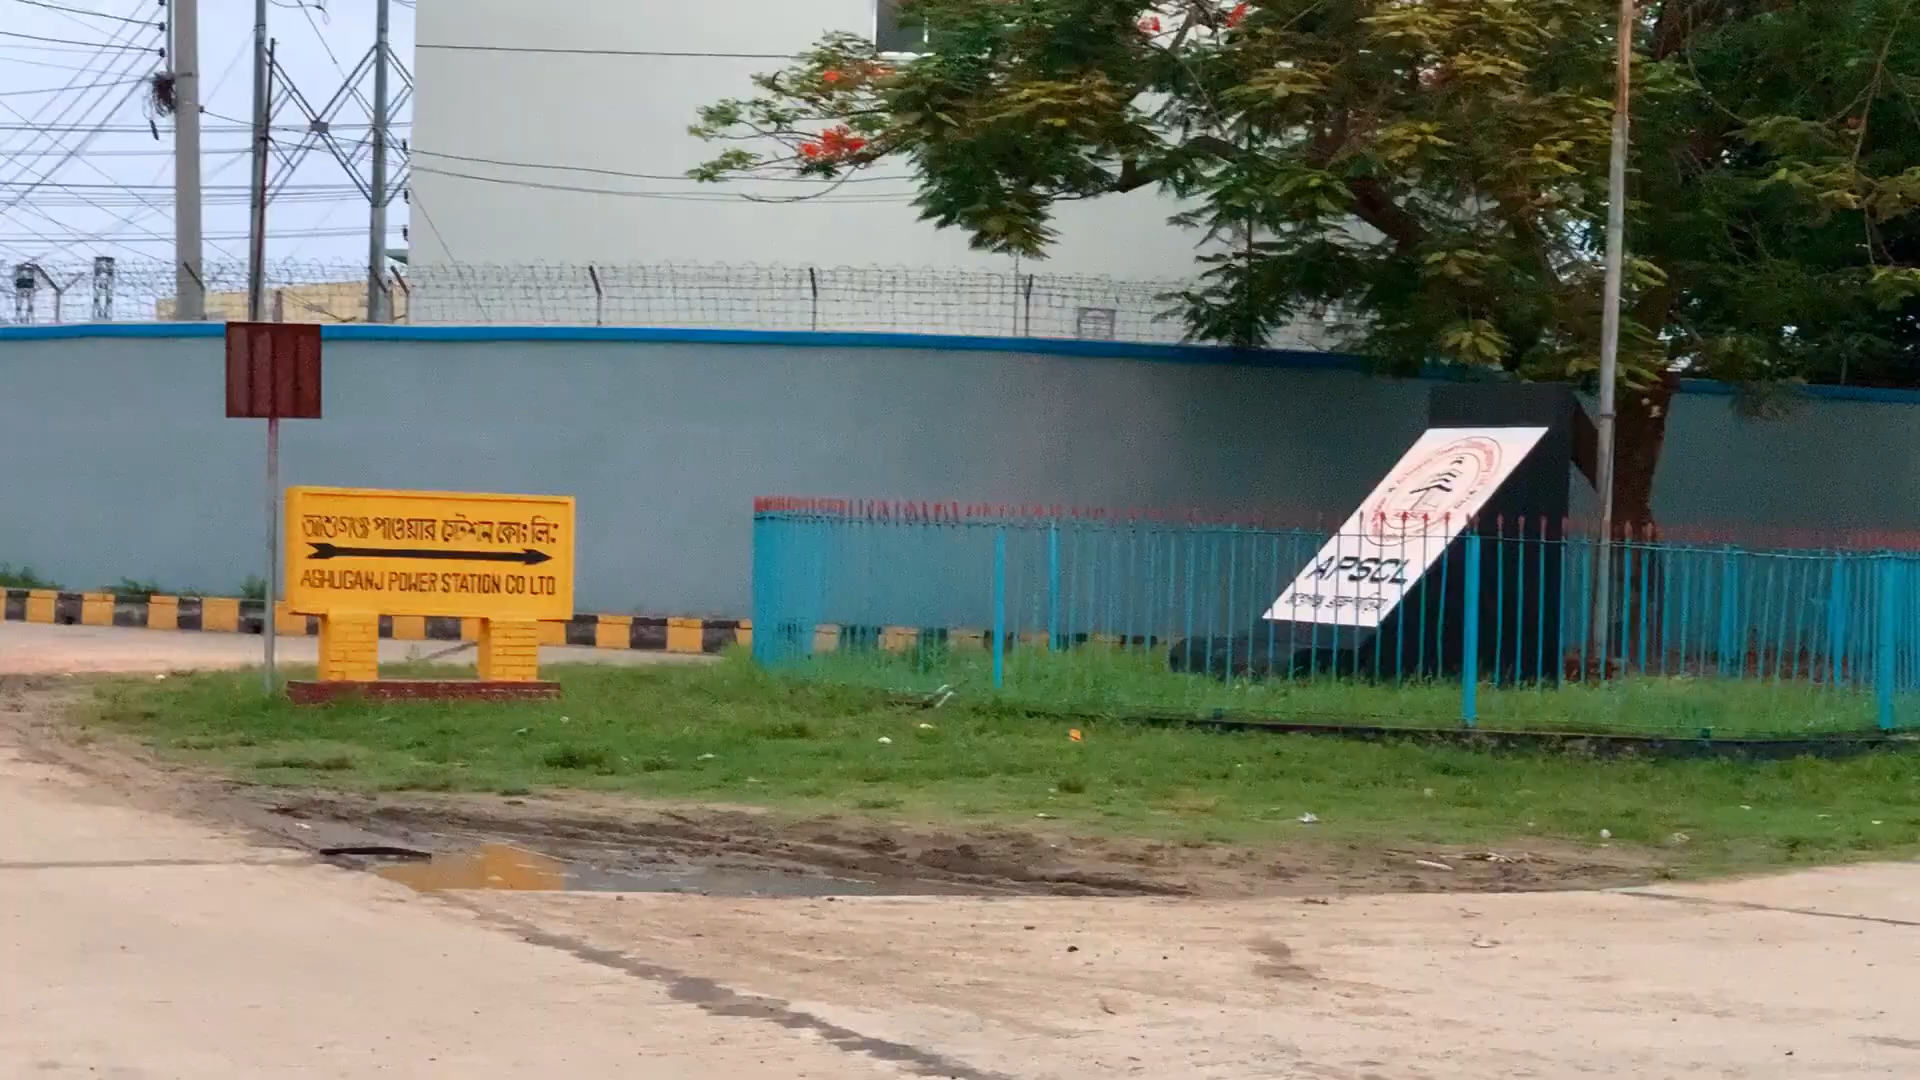 আশুগঞ্জ পাওয়ার স্টেশন কোং লিঃ
ASHUGANJ POWER STATION CO LTD
APSCL